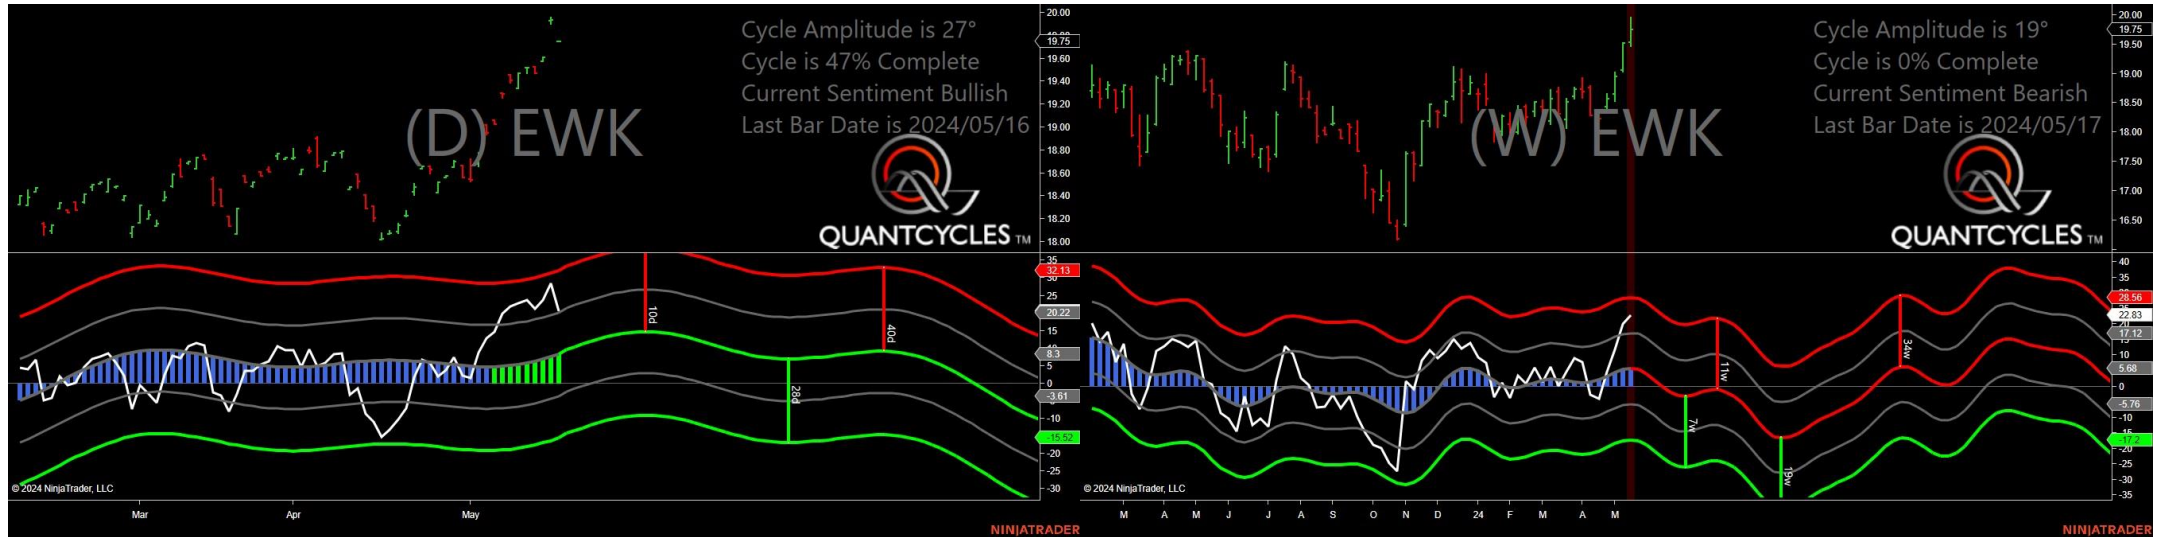 Cycle Amplitude is 27°
Cycle is 47% Complete
Current Sentiment Bullish
Last Bar Date is 2024/05/16
(D) EWK
QUANTCYCLES TM
20.00
19.75
19.60
19.40
19.20
19.00
18.80
18.60
18.40
18.20
18.00
35
32.13
30
25
20.22
15
10
8.3
5
0
-3.61
-10
-15.52
-20
-25
-30
10d
28d
40d
© 2024 NinjaTrader, LLC
Mar Apr May
NINJATRADER
Cycle Amplitude is 19°
Cycle is 0% Complete
Current Sentiment Bearish
Last Bar Date is 2024/05/17
(W) EWK
QUANTCYCLES TM
20.00
19.75
19.50
19.00
18.50
18.00
17.50
17.00
16.50
40
35
28.56
22.83
20
17.12
15
10
5.68
0
-5.76
-10
-15
-17.2
-20
-25
-30
-35
7w
11w
19w
34w
© 2024 NinjaTrader, LLC
M A M J J A S O N D 24 F M A M
NINJATRADER